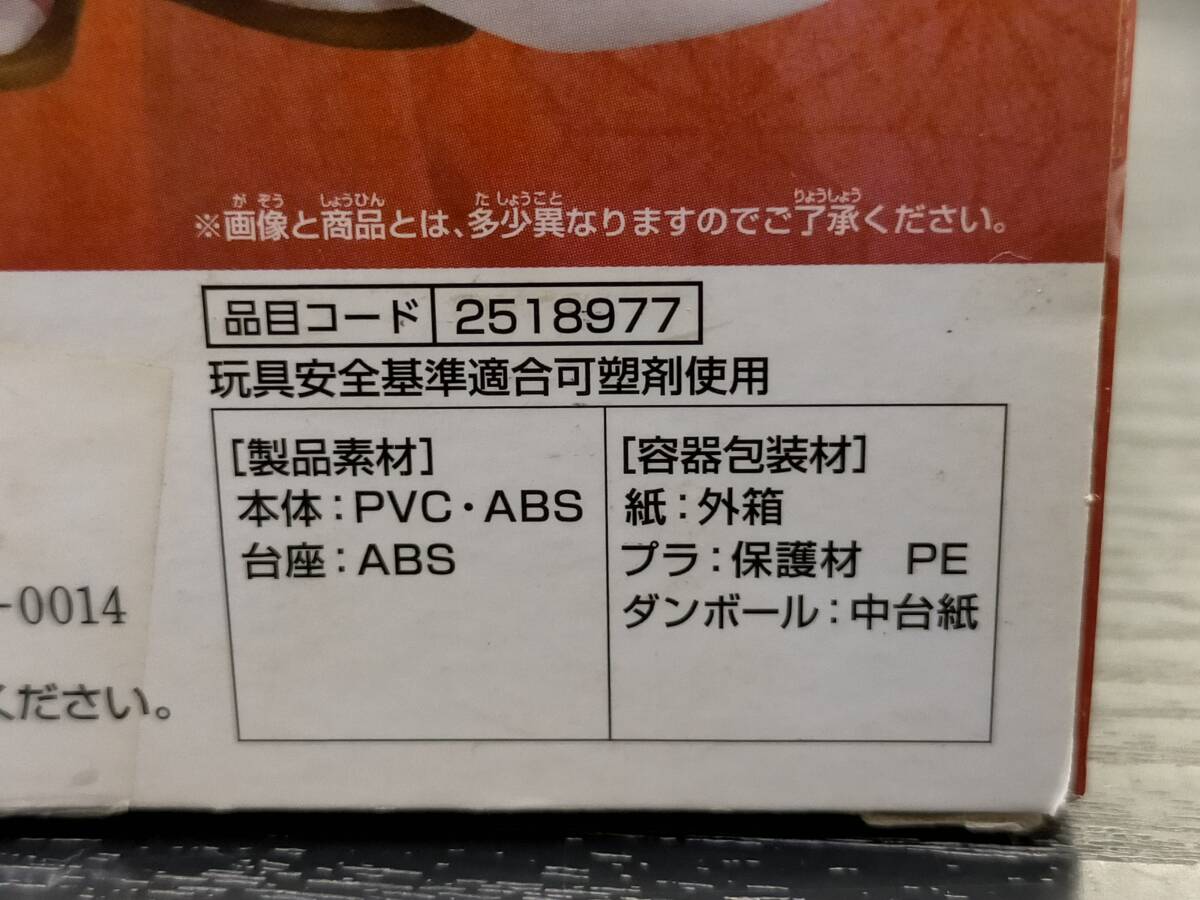 ※画像と商品とは、多少異なりますのでご了承ください。
がぞう しょうひん たしょうこと りょうしょう
品目コード 2518977
玩具安全基準適合可塑剤使用
[製品素材]
本体：PVC・ABS
台座：ABS
[容器包装材]
紙：外箱
プラ：保護材 PE
ダンボール：中台紙
-0014
ください。